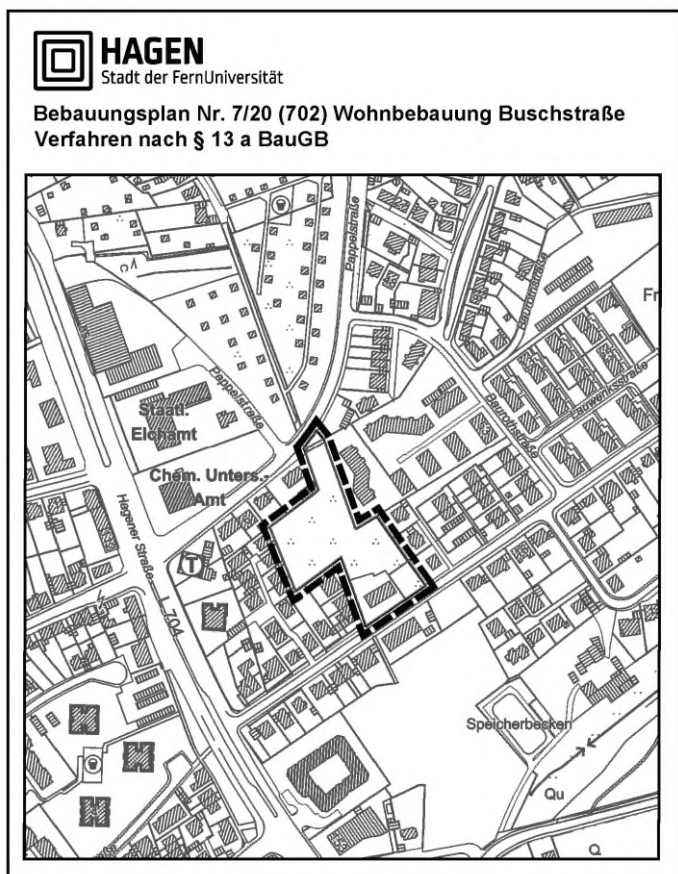 HAGEN
Stadt der FernUniversität
Bebauungsplan Nr. 7/20 (702) Wohnbebauung Buschstraße
Verfahren nach § 13 a BauGB
Pappelstraße
Fr
Pappelstraße
Staatl.
Eichamt
Chem. Unters.-
Amt
Hagener Straße
L 704
T
Speicherbecken
Qu
Q